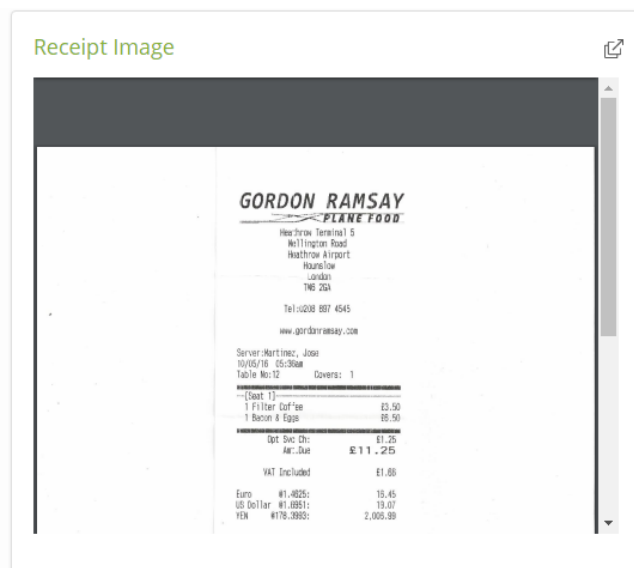 Receipt Image
GORDON RAMSAY
PLANE FOOD
Heathrow Terminal 5
Wellington Road
Heathrow Airport
Hounslow
London
TW6 2GA
Tel:0208 897 4545
www.gordonramsay.com
Server:Martinez, Jose
10/05/16 05:36am
Table No:12 Covers: 1
[Seat 1]
1 Filter Coffee £3.50
1 Bacon & Eggs £6.50
Opt Svc Ch: £1.25
Amt.Due £11.25
VAT Included £1.66
Euro @1.4625: 16.45
US Dollar @1.6951: 19.07
YEN @178.3993: 2,006.99